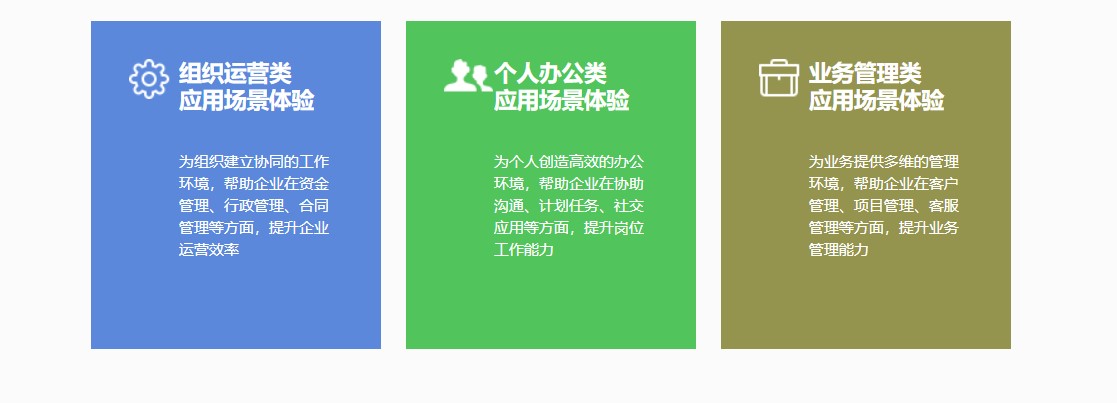 组织运营类
应用场景体验
为组织建立协同的工作
环境，帮助企业在资金
管理、行政管理、合同
管理等方面，提升企业
运营效率
个人办公类
应用场景体验
为个人创造高效的办公
环境，帮助企业在协助
沟通、计划任务、社交
应用等方面，提升岗位
工作能力
业务管理类
应用场景体验
为业务提供多维的管理
环境，帮助企业在客户
管理、项目管理、客服
管理等方面，提升业务
管理能力